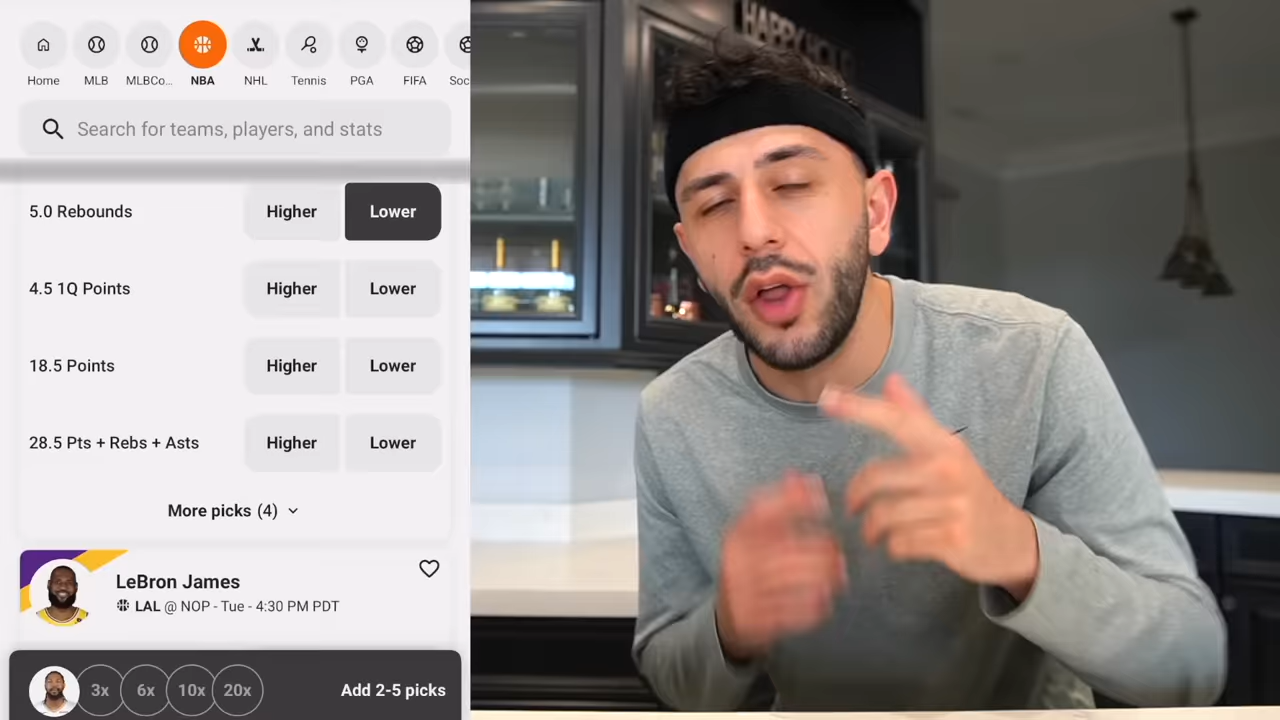 Home MLB MLBCo... NBA NHL Tennis PGA FIFA Soc
Search for teams, players, and stats
5.0 Rebounds Higher Lower
4.5 1Q Points Higher Lower
18.5 Points Higher Lower
28.5 Pts + Rebs + Asts Higher Lower
More picks (4)
LeBron James
LAL @ NOP - Tue - 4:30 PM PDT
3x 6x 10x 20x Add 2-5 picks
HAPPY HOUR